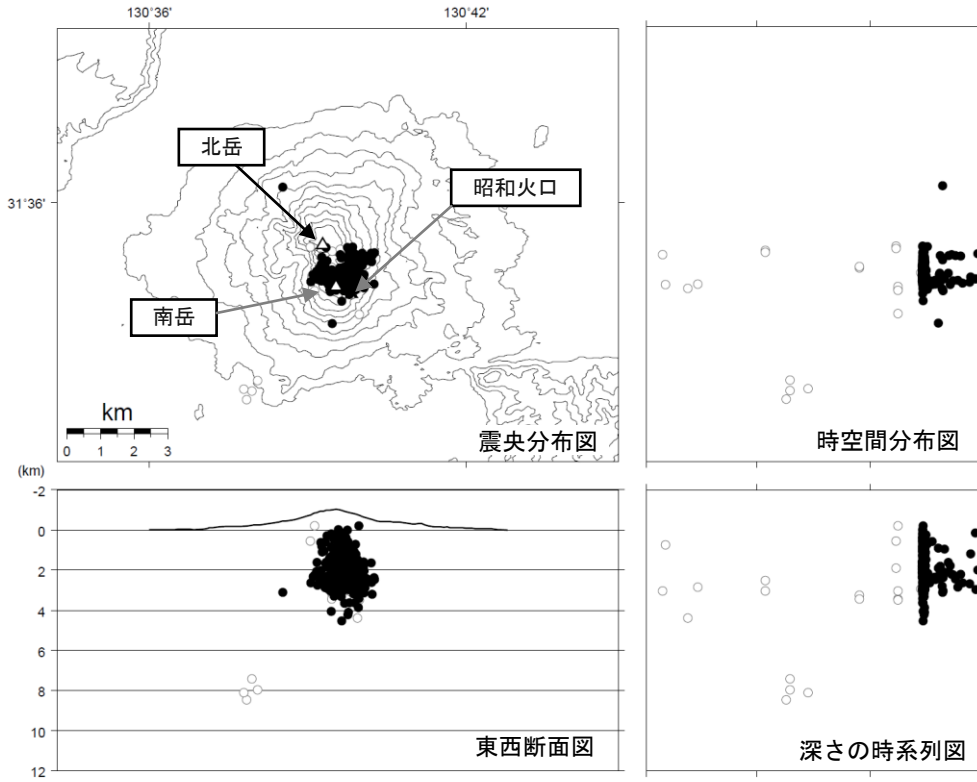 130°36'
130°42'
31°36'
北岳
昭和火口
南岳
km
0 1 2 3
震央分布図
時空間分布図
(km)
-2
0
2
4
6
8
10
12
東西断面図
深さの時系列図